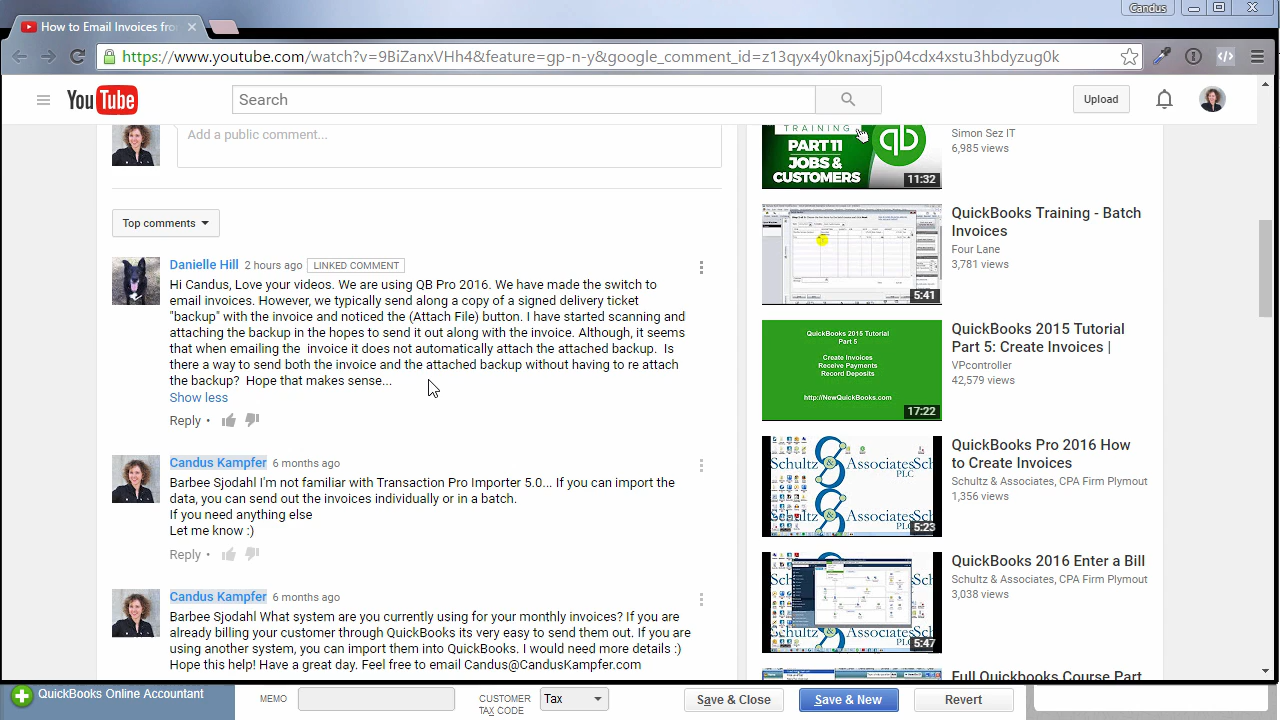 Candus
How to Email Invoices fro
https://www.youtube.com/watch?v=9BiZanxVHh4&feature=gp-n-y&google_comment_id=z13qyx4y0knaxj5jp04cdx4xstu3hbdyzug0k
YouTube
Search
Upload
Add a public comment...
Top comments
Danielle Hill 2 hours ago LINKED COMMENT
Hi Candus, Love your videos. We are using QB Pro 2016. We have made the switch to
email invoices. However, we typically send along a copy of a signed delivery ticket
"backup" with the invoice and noticed the (Attach File) button. I have started scanning and
attaching the backup in the hopes to send it out along with the invoice. Although, it seems
that when emailing the invoice it does not automatically attach the attached backup. Is
there a way to send both the invoice and the attached backup without having to re attach
the backup? Hope that makes sense...
Show less
Reply •
Candus Kampfer 6 months ago
Barbee Sjodahl I'm not familiar with Transaction Pro Importer 5.0... If you can import the
data, you can send out the invoices individually or in a batch.
If you need anything else
Let me know :)
Reply •
Candus Kampfer 6 months ago
Barbee Sjodahl What system are you currently using for your monthly invoices? If you are
already billing your customer through QuickBooks its very easy to send them out. If you are
using another system, you can import them into QuickBooks. I would need more details :)
Hope this help! Have a great day. Feel free to email Candus@CandusKampfer.com
TRAINING
PART 11
JOBS &
CUSTOMERS
qb
11:32
Simon Sez IT
6,985 views
5:41
QuickBooks Training - Batch
Invoices
Four Lane
3,781 views
QuickBooks 2015 Tutorial
Part 5
Create Invoices
Receive Payments
Record Deposits
http://NewQuickBooks.com
17:22
QuickBooks 2015 Tutorial
Part 5: Create Invoices |
VPcontroller
42,579 views
Schultz & Associates
PLC
5:23
QuickBooks Pro 2016 How
to Create Invoices
Schultz & Associates, CPA Firm Plymout
1,356 views
5:47
QuickBooks 2016 Enter a Bill
Schultz & Associates, CPA Firm Plymout
3,038 views
Full Quickbooks Course Part
QuickBooks Online Accountant
MEMO
CUSTOMER
TAX CODE
Tax
Save & Close
Save & New
Revert